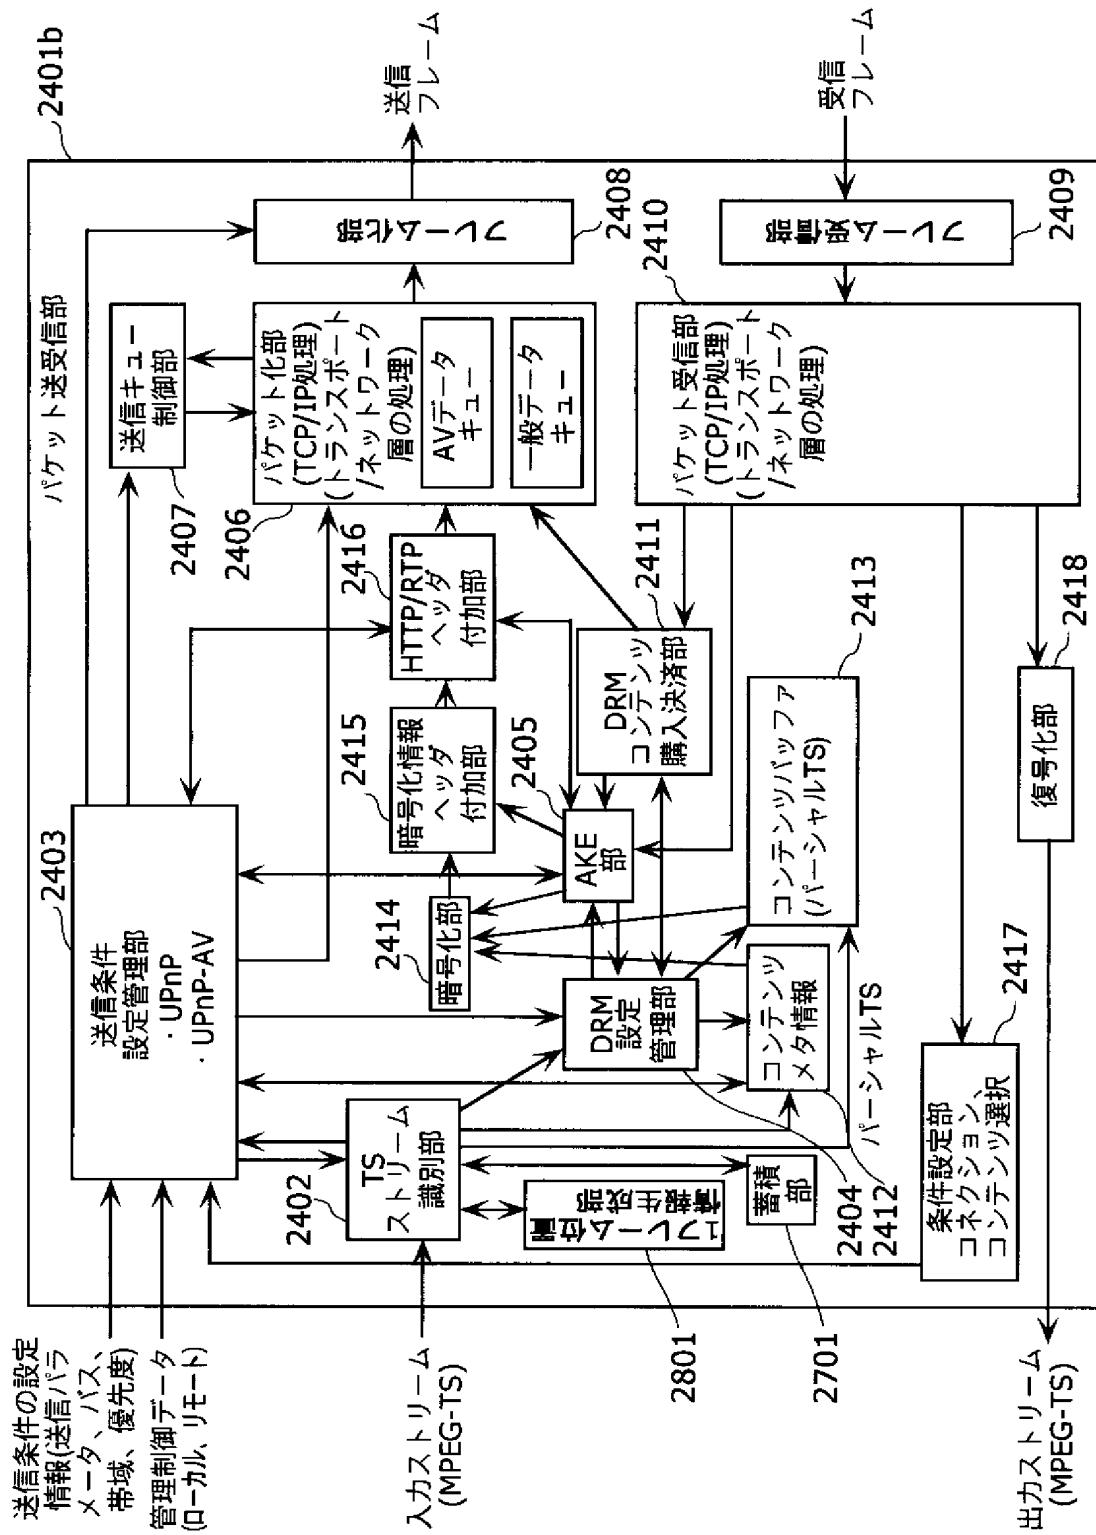 送信条件の設定
情報(送信パラ
メータ、バス、
帯域、優先度)
管理制御データ
(ローカル、リモート)
入力ストリーム
(MPEG-TS)
出力ストリーム
(MPEG-TS)
2401b
パケット送受信部
2403
送信条件
設定管理部
・UPnP
・UPnP-AV
2402
TS
ストリーム
識別部
2801
Iフレーム位置
情報生成部
2701
蓄積
部
2404
DRM設定
管理部
2412
コンテンツ
メタ情報
パーシャルTS
2413
コンテンツバッファ
(パーシャルTS)
2405
AKE
部
2414
暗号化部
2415
暗号化情報
ヘッダ
付加部
2416
HTTP/RTP
ヘッダ
付加部
2411
DRM
コンテンツ
購入決済部
2407
送信キュー
制御部
2406
パケット化部
(TCP/IP処理)
(トランスポート
/ネットワーク
層の処理)
AVデータ
キュー
一般データ
キュー
2408
フレーム化部
送信
フレーム
2409
フレーム受信部
受信
フレーム
2410
パケット受信部
(TCP/IP処理)
(トランスポート
/ネットワーク
層の処理)
2417
条件設定部
コネクション、
コンテンツ選択
2418
復号化部